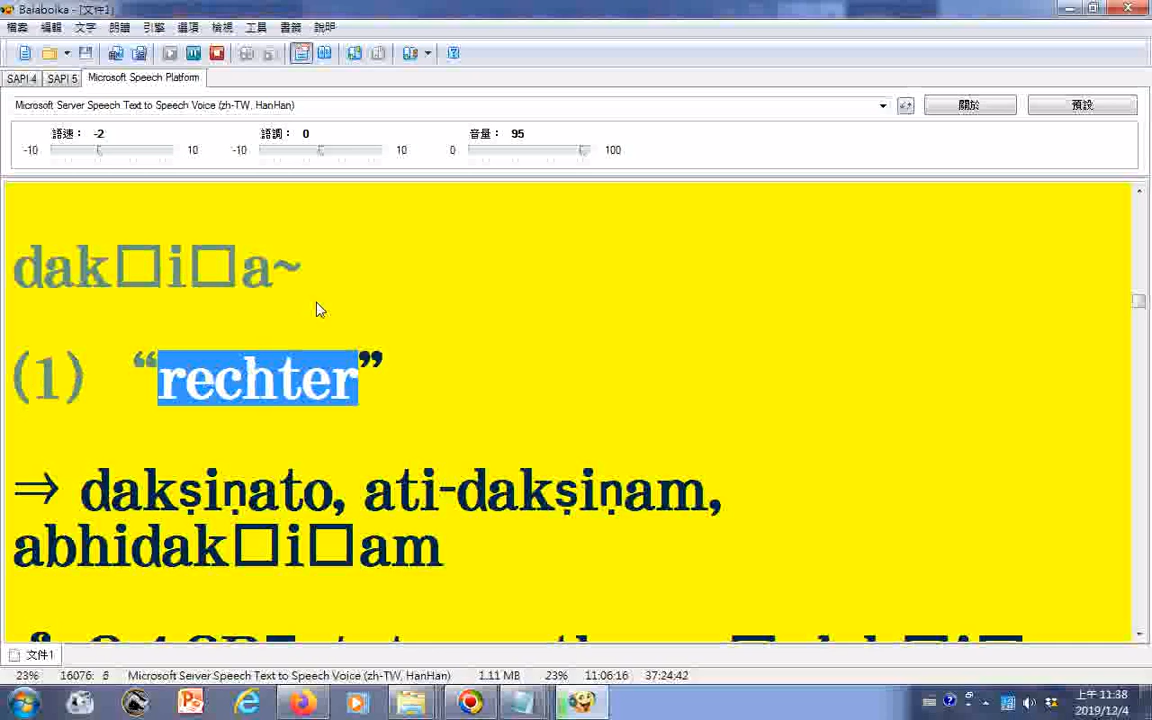 Balabolka - [文件1]
檔案 編輯 文字 朗讀 引擎 選項 檢視 工具 書籤 說明
SAPI 4 SAPI 5 Microsoft Speech Platform
Microsoft Server Speech Text to Speech Voice (zh-TW, HanHan) 關於 預設
語速： -2 語調： 0 音量： 95
-10 10 -10 10 0 100
dak□i□a~
(1) “rechter”
⇒ dakṣiṇato, ati-dakṣiṇam,
abhidak□i□am
文件1
23% 16076: 8 Microsoft Server Speech Text to Speech Voice (zh-TW, HanHan) 1.11 MB 23% 11:06:16 37:24:42
上午 11:38
2019/12/4